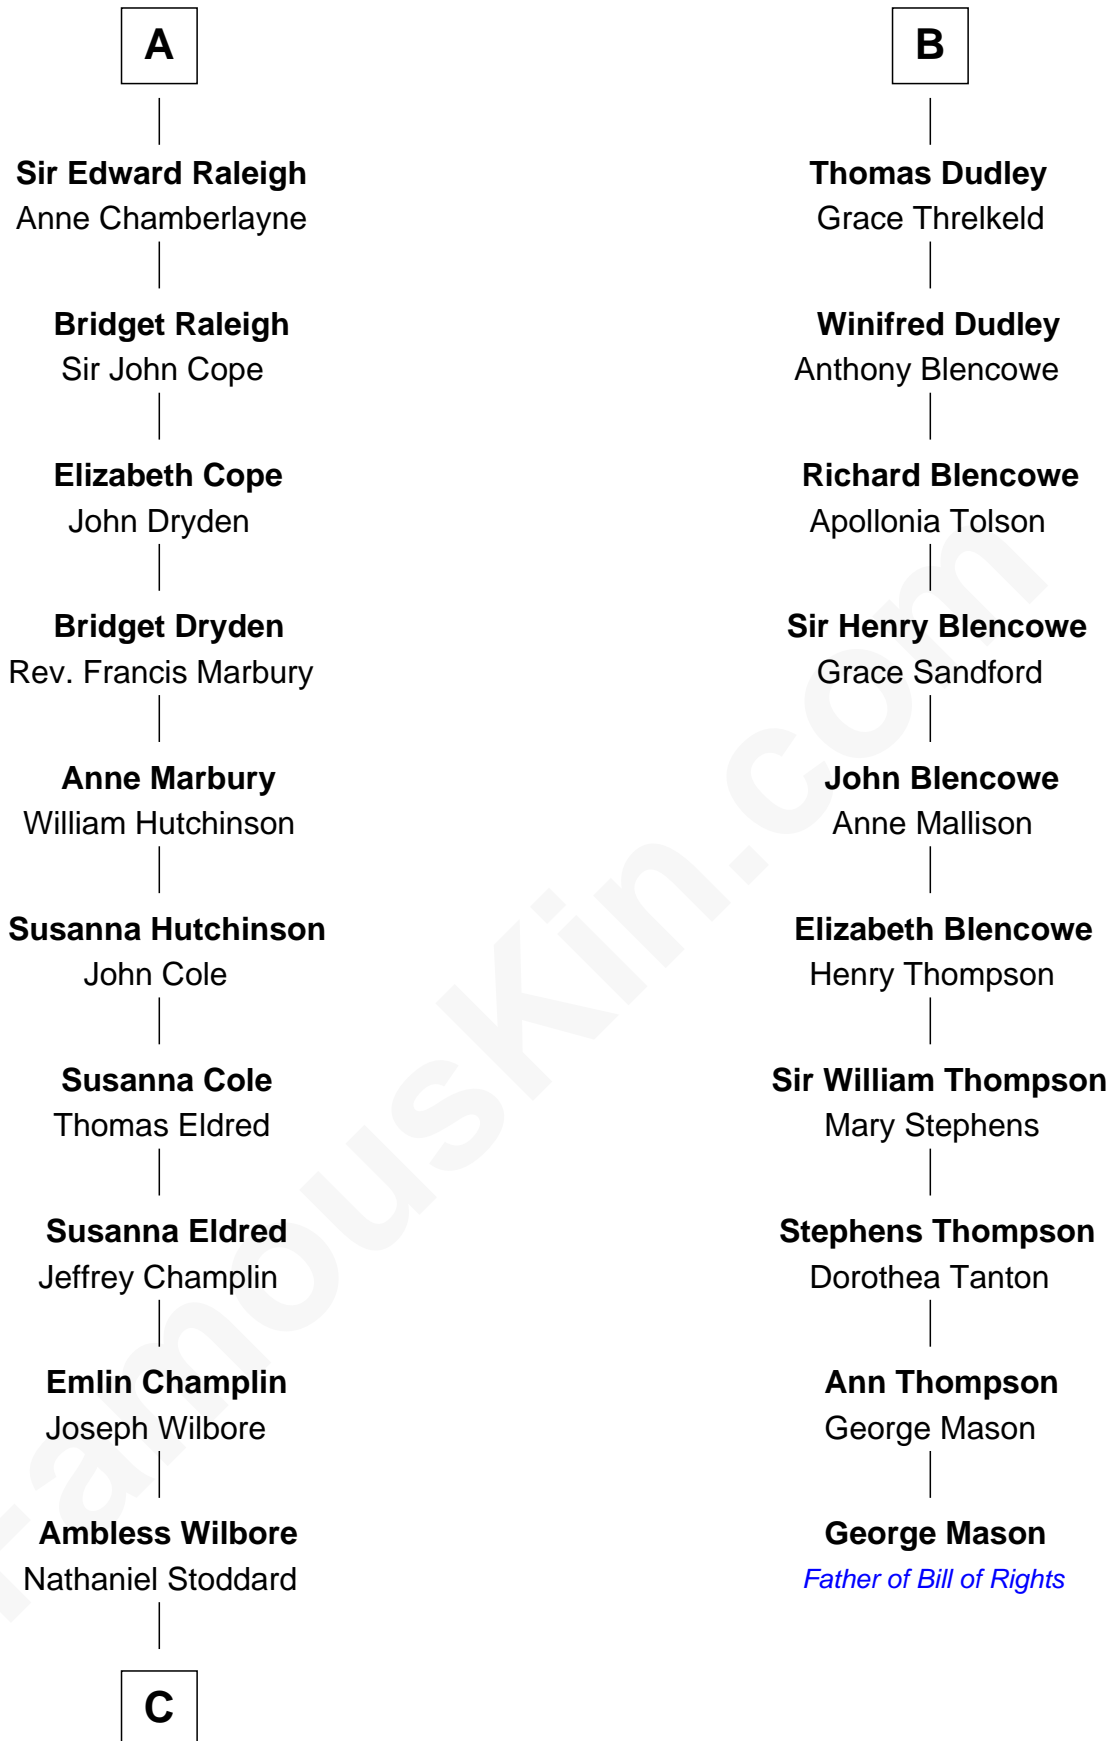 A
Sir Edward Raleigh
Anne Chamberlayne
Bridget Raleigh
Sir John Cope
Elizabeth Cope
John Dryden
Bridget Dryden
Rev. Francis Marbury
Anne Marbury
William Hutchinson
Susanna Hutchinson
John Cole
Susanna Cole
Thomas Eldred
Susanna Eldred
Jeffrey Champlin
Emlin Champlin
Joseph Wilbore
Ambless Wilbore
Nathaniel Stoddard
C
B
Thomas Dudley
Grace Threlkeld
Winifred Dudley
Anthony Blencowe
Richard Blencowe
Apollonia Tolson
Sir Henry Blencowe
Grace Sandford
John Blencowe
Anne Mallison
Elizabeth Blencowe
Henry Thompson
Sir William Thompson
Mary Stephens
Stephens Thompson
Dorothea Tanton
Ann Thompson
George Mason
George Mason
Father of Bill of Rights
FamousKin.com